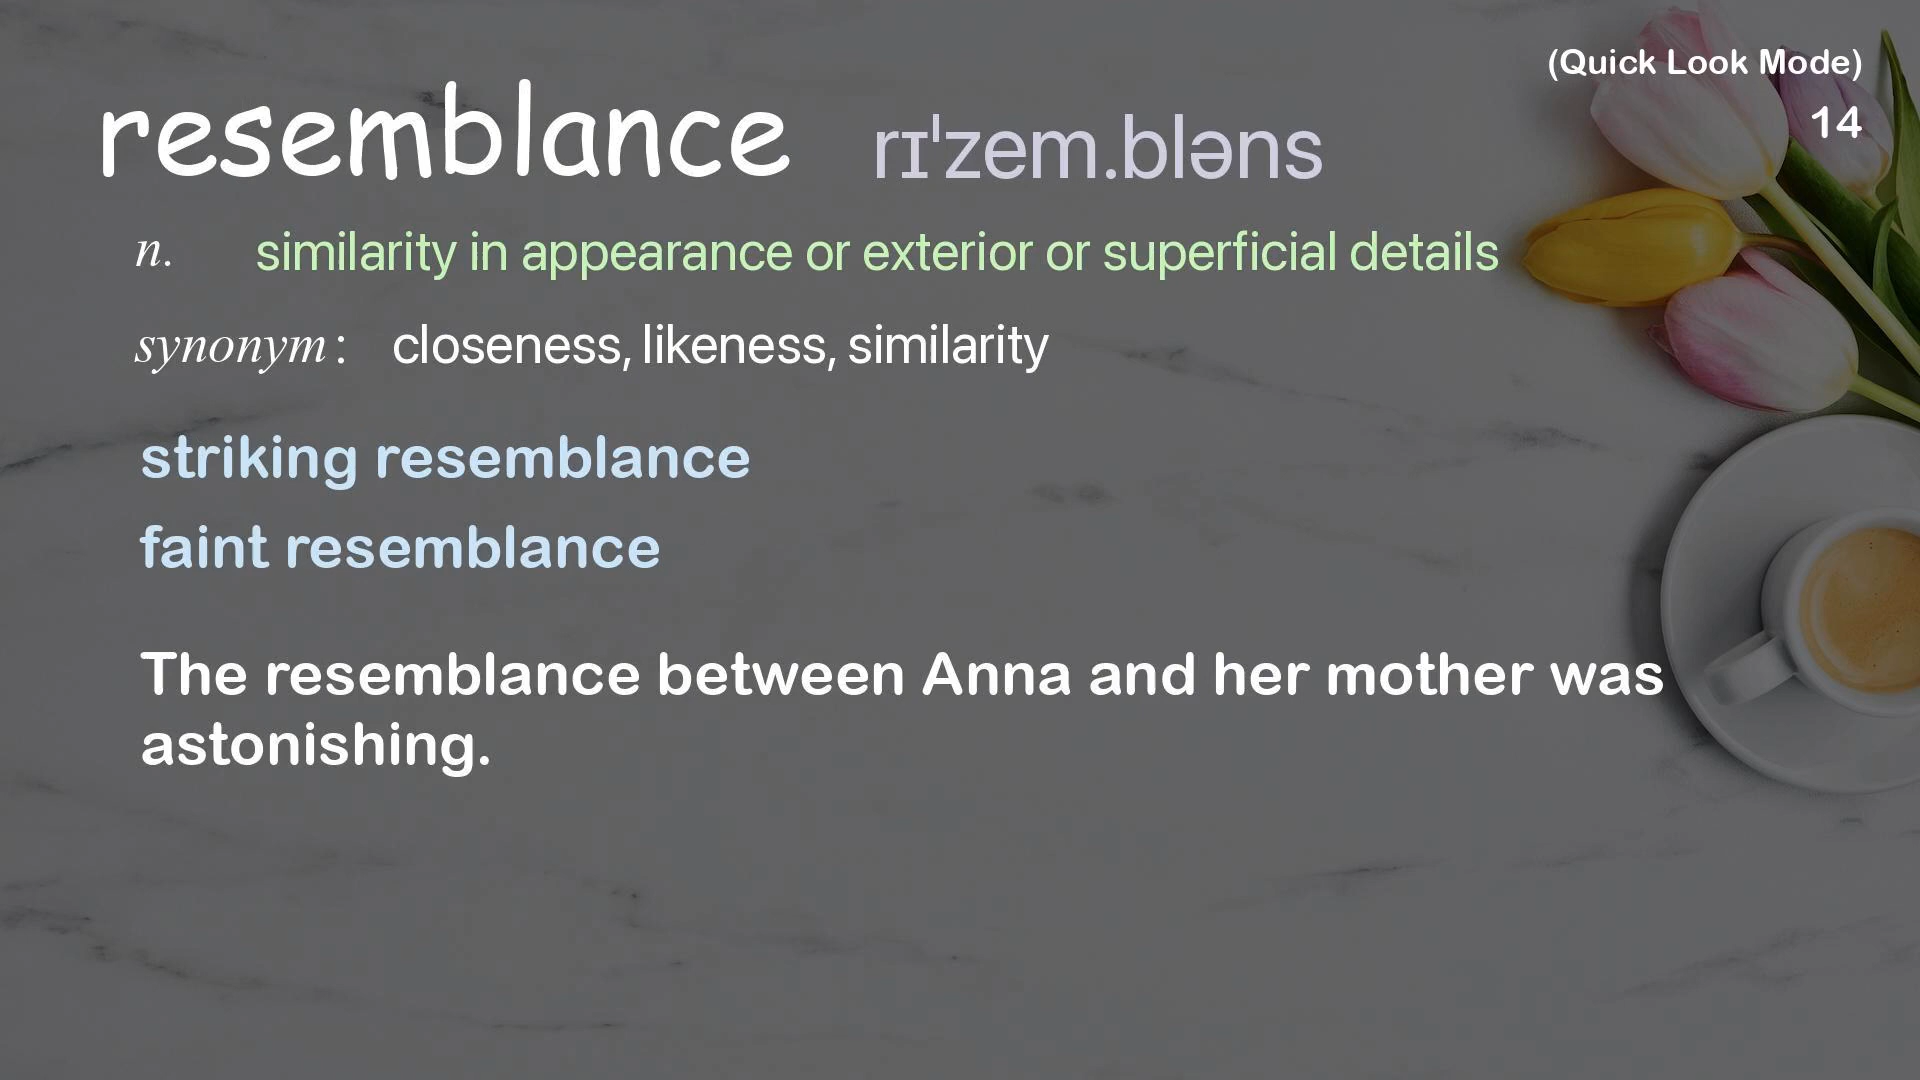 (Quick Look Mode)
14
resemblance rɪˈzem.bləns
n. similarity in appearance or exterior or superficial details
synonym : closeness, likeness, similarity
striking resemblance
faint resemblance
The resemblance between Anna and her mother was
astonishing.